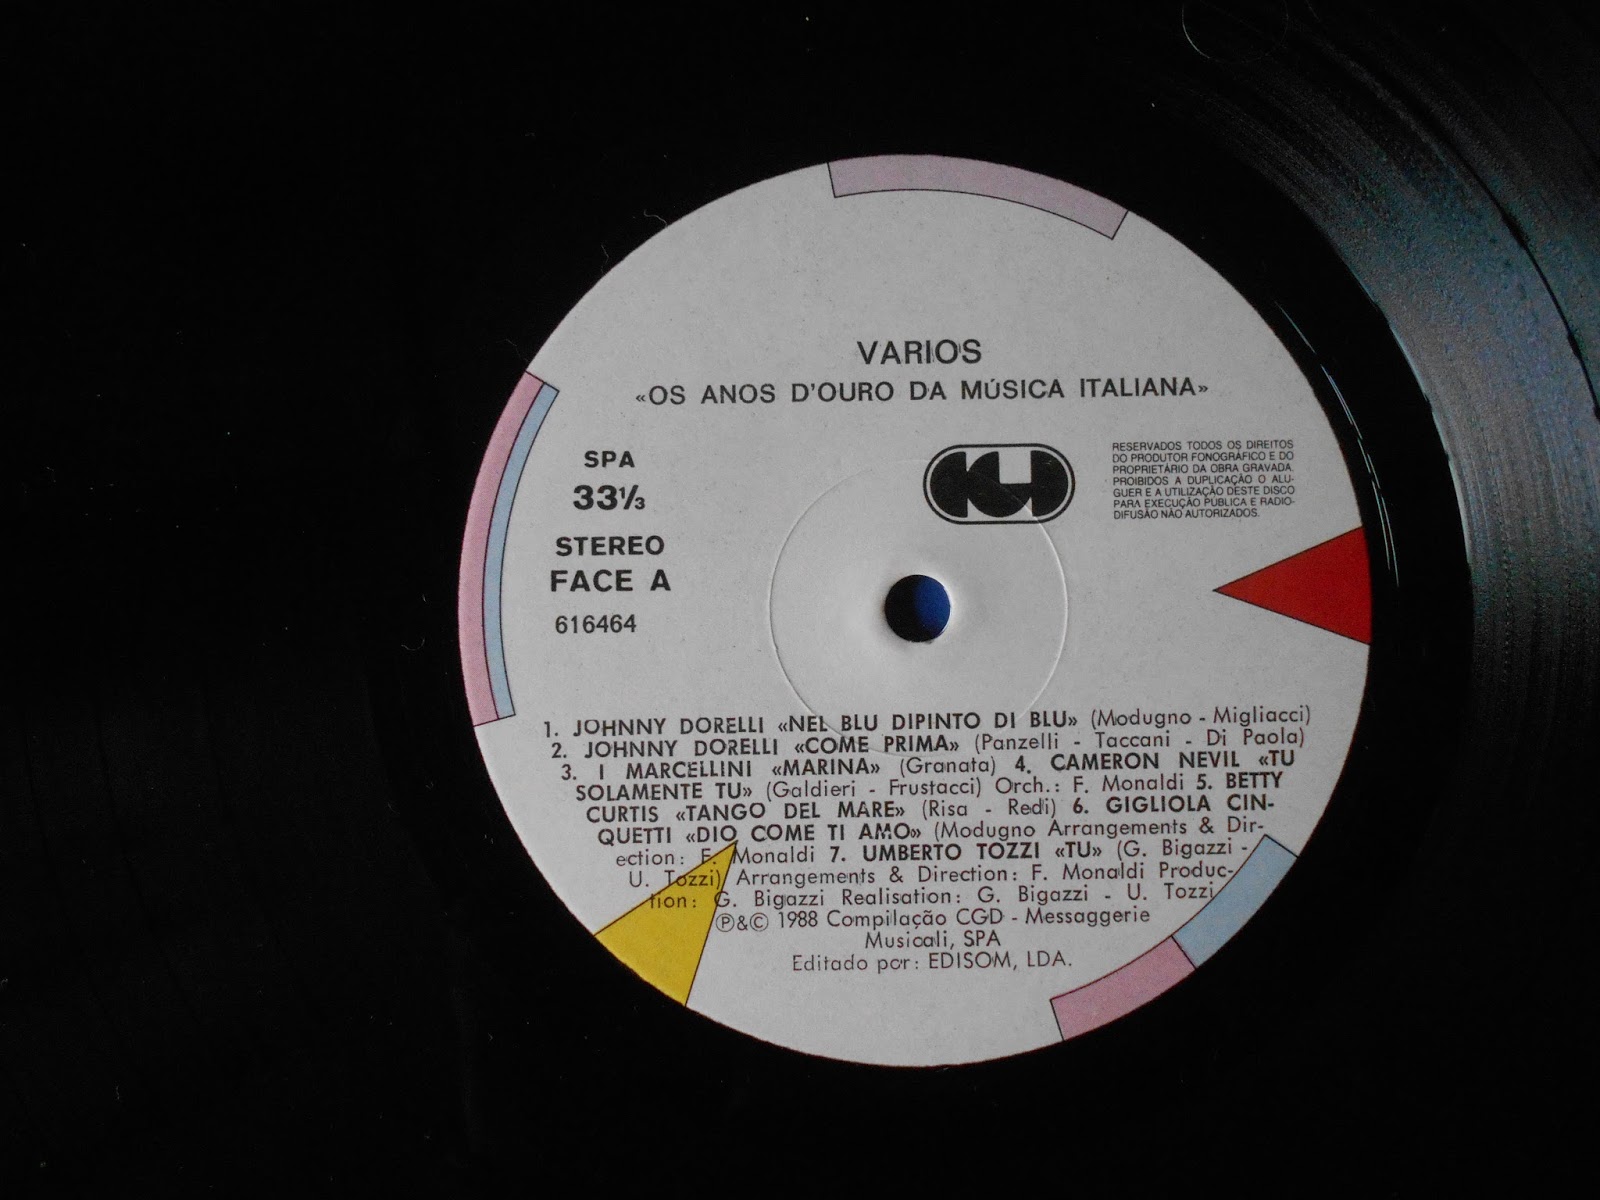 VARIOS
«OS ANOS D'OURO DA MÚSICA ITALIANA»
SPA
33⅓
STEREO
FACE A
616464
RESERVADOS TODOS OS DIREITOS
DO PRODUTOR FONOGRÁFICO E DO
PROPRIETÁRIO DA OBRA GRAVADA.
PROIBIDOS A DUPLICAÇÃO O ALU-
GUER E A UTILIZAÇÃO DESTE DISCO
PARA EXECUÇÃO PÚBLICA E RADIO-
DIFUSÃO NÃO AUTORIZADOS.
1. JOHNNY DORELLI «NEL BLU DIPINTO DI BLU» (Modugno - Migliacci)
2. JOHNNY DORELLI «COME PRIMA» (Panzelli - Taccani - Di Paola)
3. I MARCELLINI «MARINA» (Granata) 4. CAMERON NEVIL «TU
SOLAMENTE TU» (Galdieri - Frustacci) Orch.: F. Monaldi 5. BETTY
CURTIS «TANGO DEL MARE» (Risa - Redi) 6. GIGLIOLA CIN-
QUETTI «DIO COME TI AMO» (Modugno Arrangements & Dir-
ection: F. Monaldi 7. UMBERTO TOZZI «TU» (G. Bigazzi -
U. Tozzi) Arrangements & Direction: F. Monaldi Produc-
tion: G. Bigazzi Realisation: G. Bigazzi - U. Tozzi
℗&© 1988 Compilação CGD - Messaggerie
Musicali, SPA
Editado por: EDISOM, LDA.